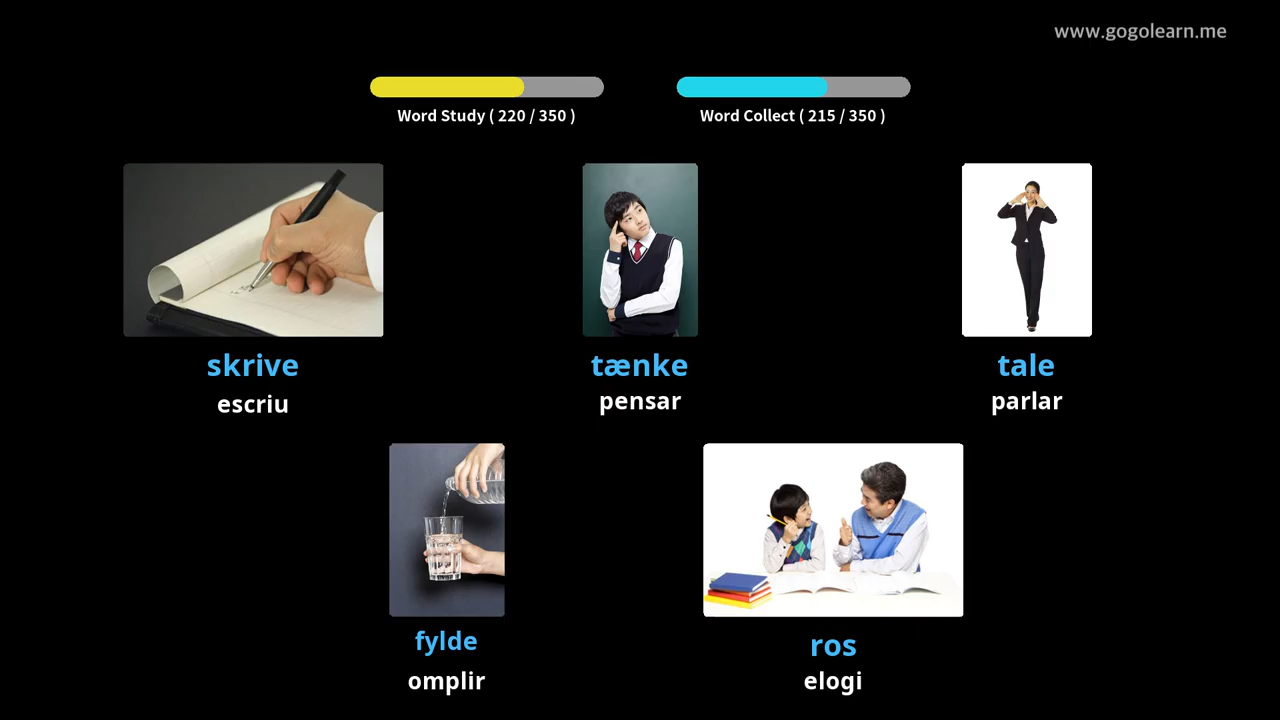 www.gogolearn.me
Word Study ( 220 / 350 )
Word Collect ( 215 / 350 )
skrive
escriu
tænke
pensar
tale
parlar
fylde
omplir
ros
elogi